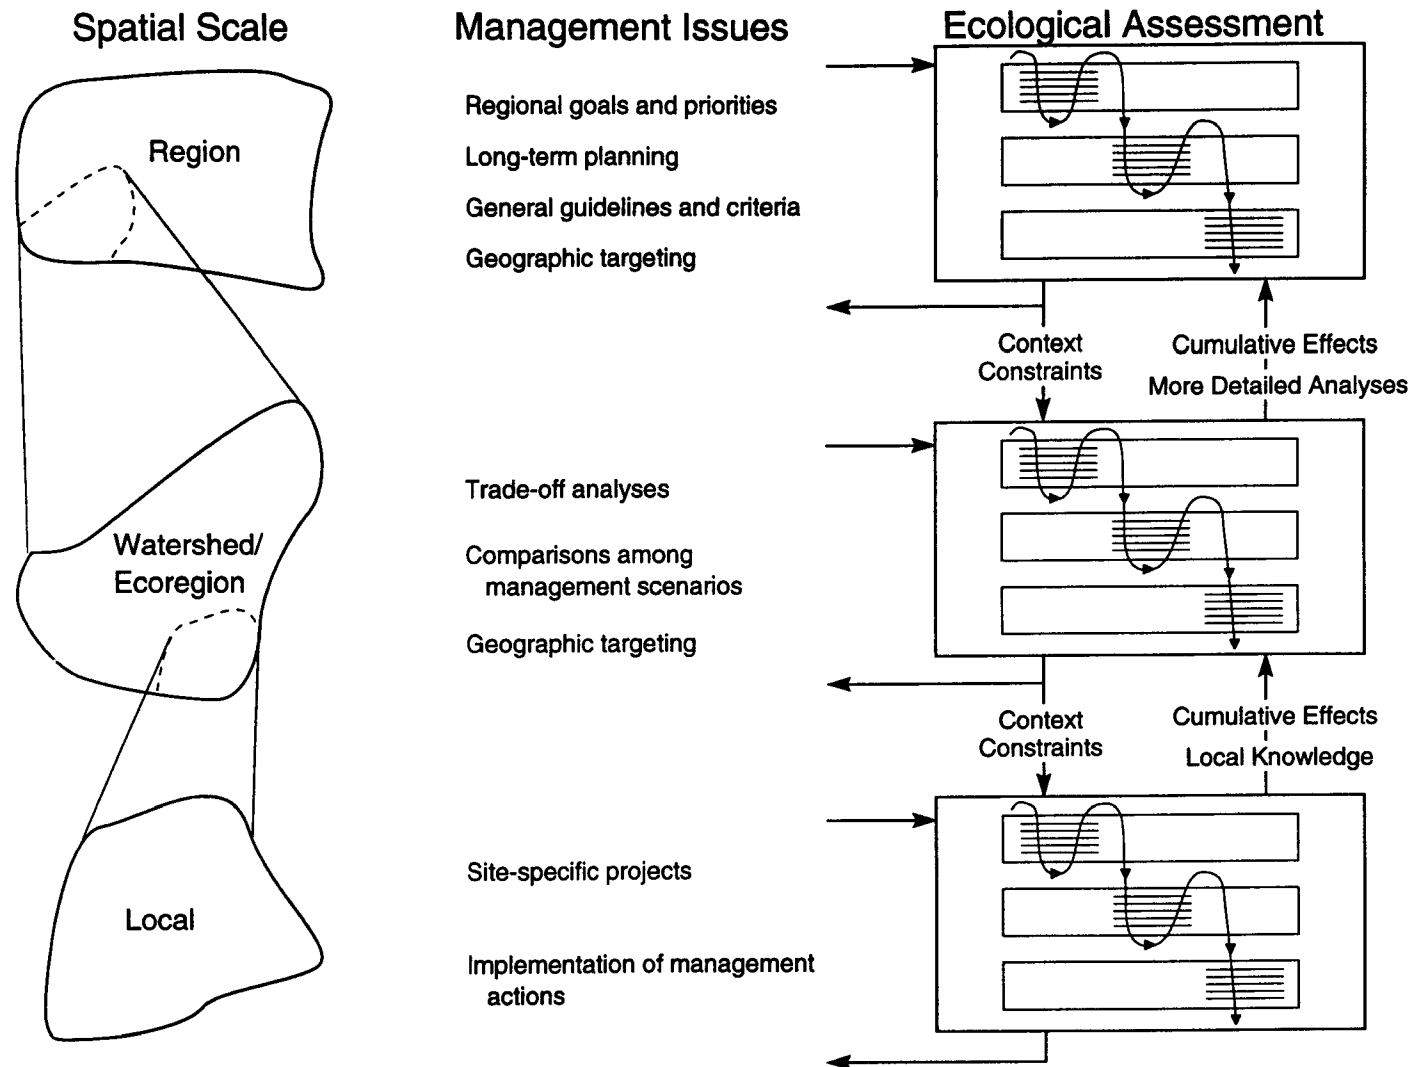 Spatial Scale
Management Issues
Ecological Assessment
Region
Regional goals and priorities
Long-term planning
General guidelines and criteria
Geographic targeting
Context
Constraints
Cumulative Effects
More Detailed Analyses
Watershed/
Ecoregion
Trade-off analyses
Comparisons among
management scenarios
Geographic targeting
Context
Constraints
Cumulative Effects
Local Knowledge
Local
Site-specific projects
Implementation of management
actions